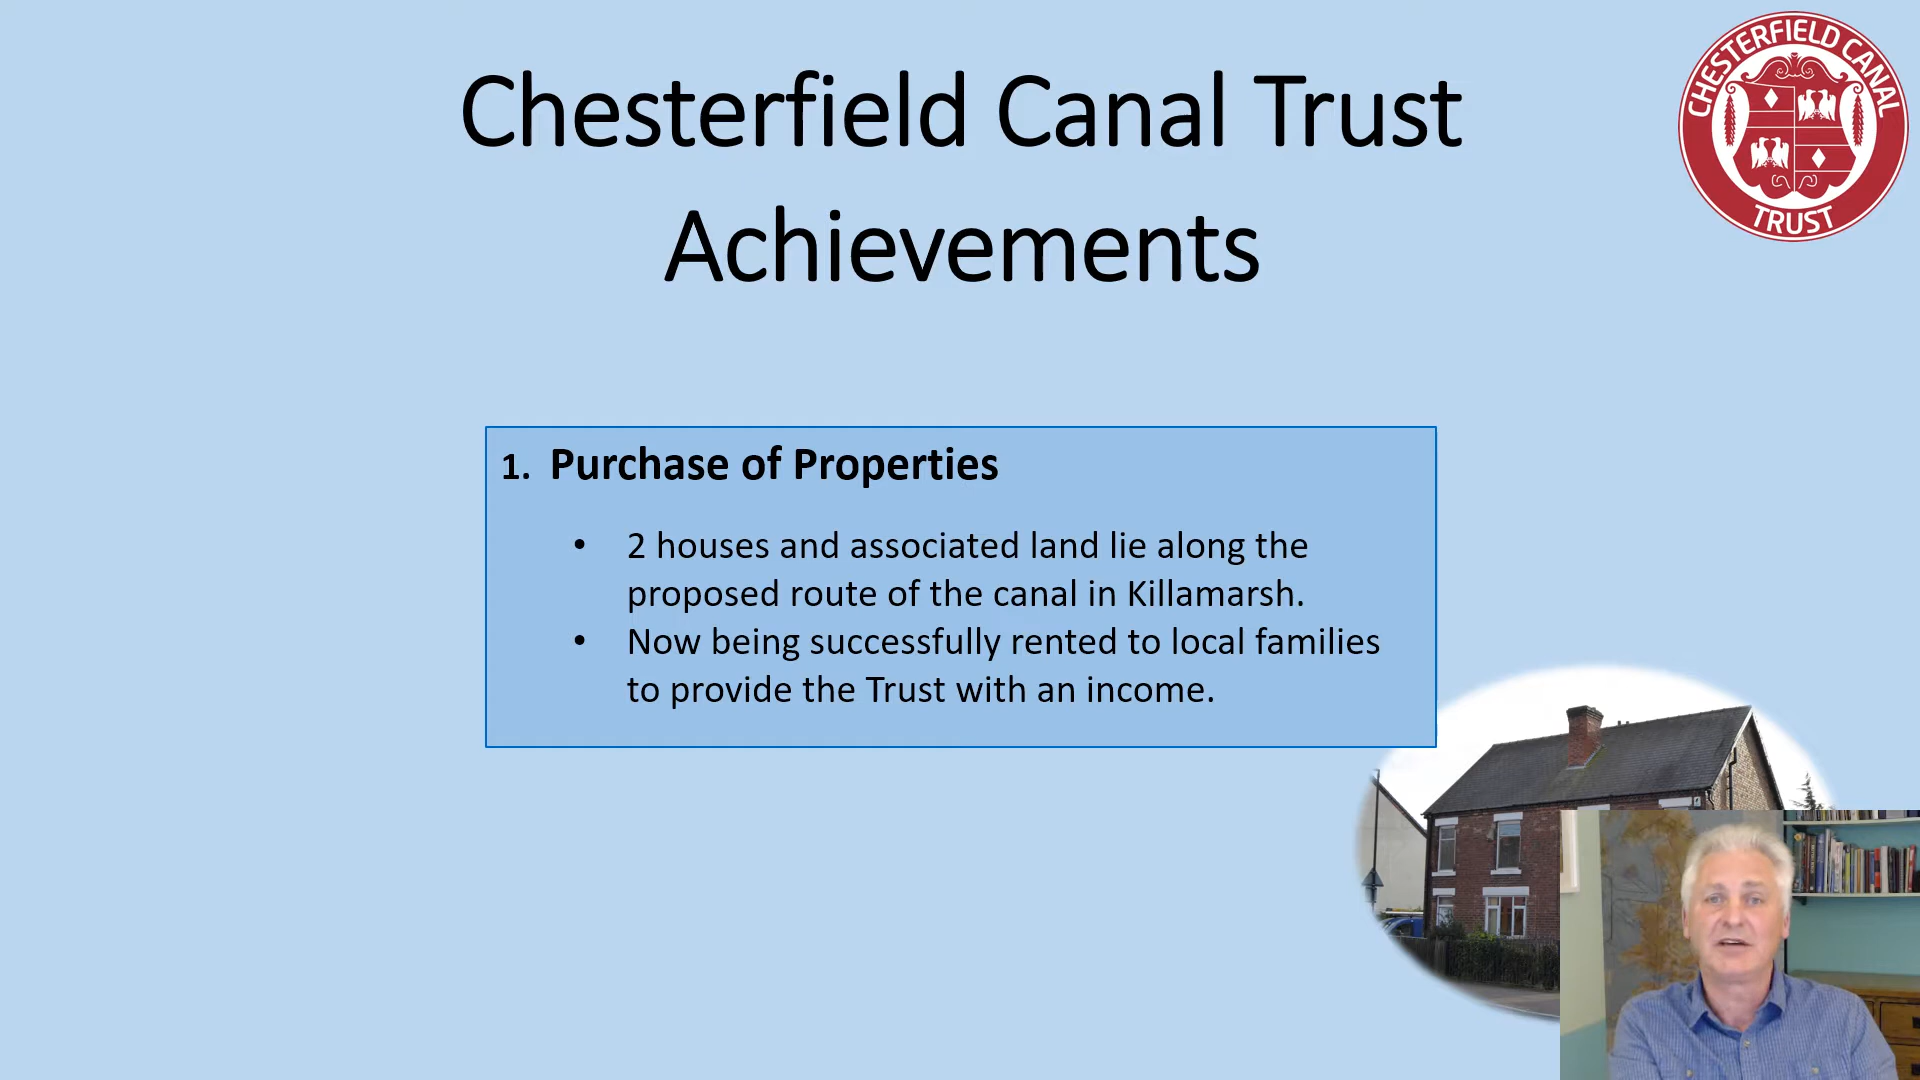 Chesterfield Canal Trust
Achievements
CHESTERFIELD CANAL
TRUST
1. Purchase of Properties
• 2 houses and associated land lie along the
proposed route of the canal in Killamarsh.
• Now being successfully rented to local families
to provide the Trust with an income.